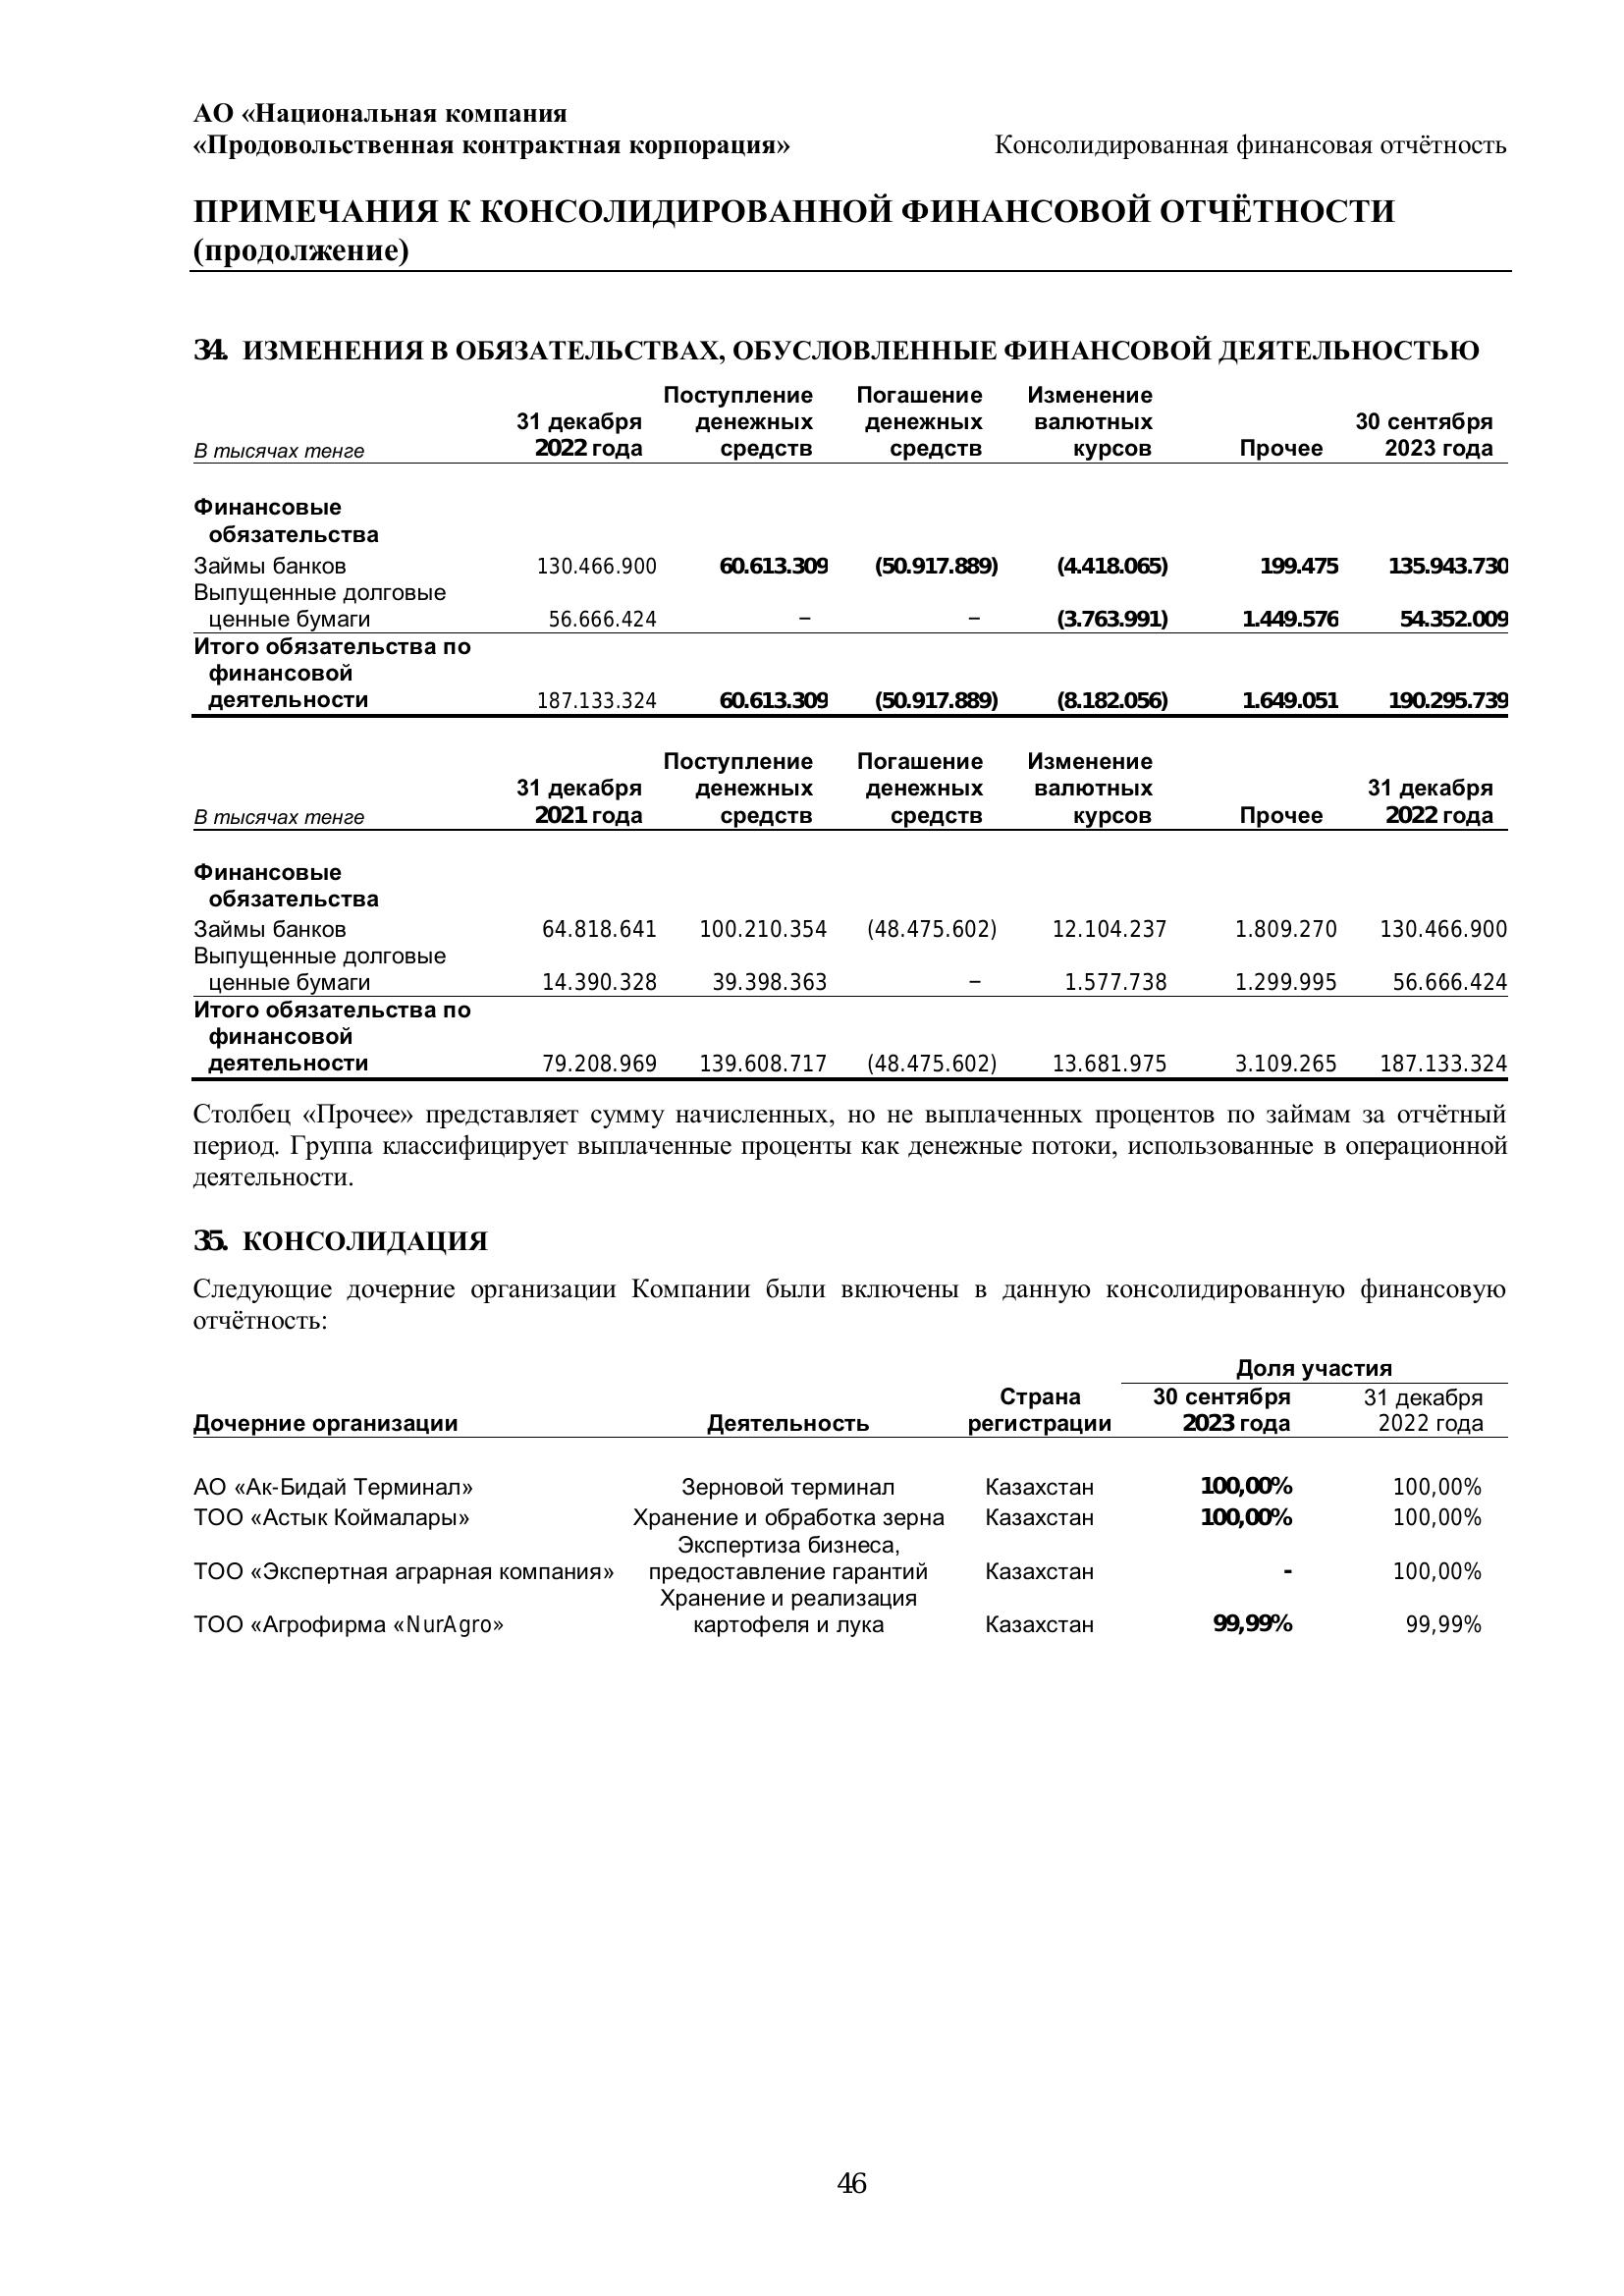 АО «Национальная компания
«Продовольственная контрактная корпорация» Консолидированная финансовая отчётность
ПРИМЕЧАНИЯ К КОНСОЛИДИРОВАННОЙ ФИНАНСОВОЙ ОТЧЁТНОСТИ
(продолжение)
34. ИЗМЕНЕНИЯ В ОБЯЗАТЕЛЬСТВАХ, ОБУСЛОВЛЕННЫЕ ФИНАНСОВОЙ ДЕЯТЕЛЬНОСТЬЮ
Поступление Погашение Изменение
31 декабря денежных денежных валютных 30 сентября
В тысячах тенге 2022 года средств средств курсов Прочее 2023 года
Финансовые
обязательства
Займы банков 130.466.900 60.613.309 (50.917.889) (4.418.065) 199.475 135.943.730
Выпущенные долговые
ценные бумаги 56.666.424 – – (3.763.991) 1.449.576 54.352.009
Итого обязательства по
финансовой
деятельности 187.133.324 60.613.309 (50.917.889) (8.182.056) 1.649.051 190.295.739
Поступление Погашение Изменение
31 декабря денежных денежных валютных 31 декабря
В тысячах тенге 2021 года средств средств курсов Прочее 2022 года
Финансовые
обязательства
Займы банков 64.818.641 100.210.354 (48.475.602) 12.104.237 1.809.270 130.466.900
Выпущенные долговые
ценные бумаги 14.390.328 39.398.363 – 1.577.738 1.299.995 56.666.424
Итого обязательства по
финансовой
деятельности 79.208.969 139.608.717 (48.475.602) 13.681.975 3.109.265 187.133.324
Столбец «Прочее» представляет сумму начисленных, но не выплаченных процентов по займам за отчётный
период. Группа классифицирует выплаченные проценты как денежные потоки, использованные в операционной
деятельности.
35. КОНСОЛИДАЦИЯ
Следующие дочерние организации Компании были включены в данную консолидированную финансовую
отчётность:
Доля участия
Страна 30 сентября 31 декабря
Дочерние организации Деятельность регистрации 2023 года 2022 года
АО «Ак-Бидай Терминал» Зерновой терминал Казахстан 100,00% 100,00%
ТОО «Астык Коймалары» Хранение и обработка зерна Казахстан 100,00% 100,00%
Экспертиза бизнеса,
ТОО «Экспертная аграрная компания» предоставление гарантий Казахстан - 100,00%
Хранение и реализация
ТОО «Агрофирма «NurAgro» картофеля и лука Казахстан 99,99% 99,99%
46